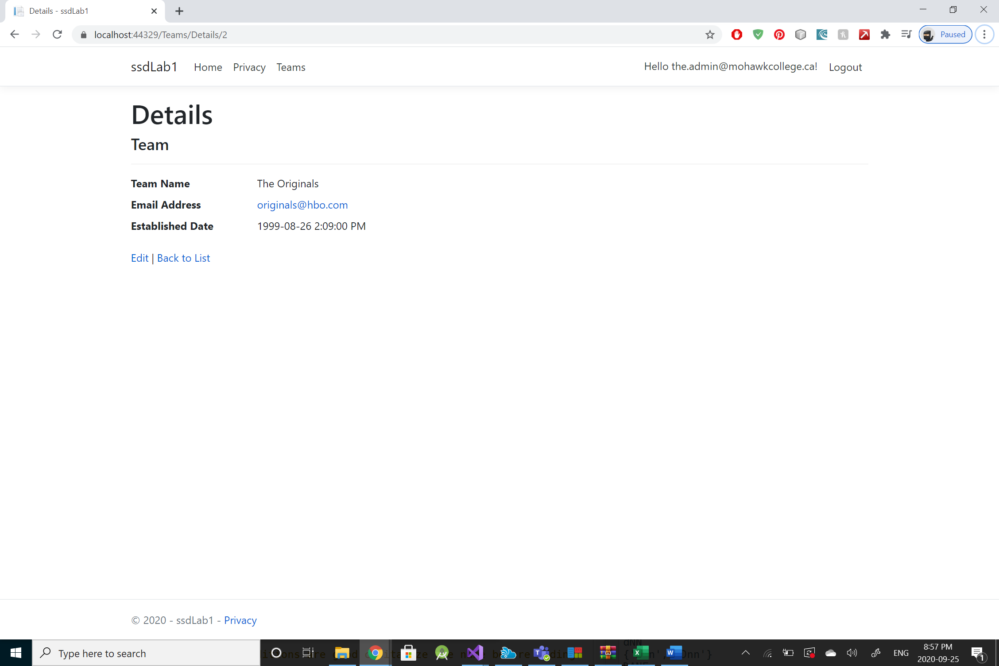 Details - ssdLab1
localhost:44329/Teams/Details/2
Paused
ssdLab1 Home Privacy Teams Hello the.admin@mohawkcollege.ca! Logout
Details
Team
Team Name The Originals
Email Address originals@hbo.com
Established Date 1999-08-26 2:09:00 PM
Edit | Back to List
© 2020 - ssdLab1 - Privacy
Type here to search
ENG
8:57 PM
2020-09-25
1